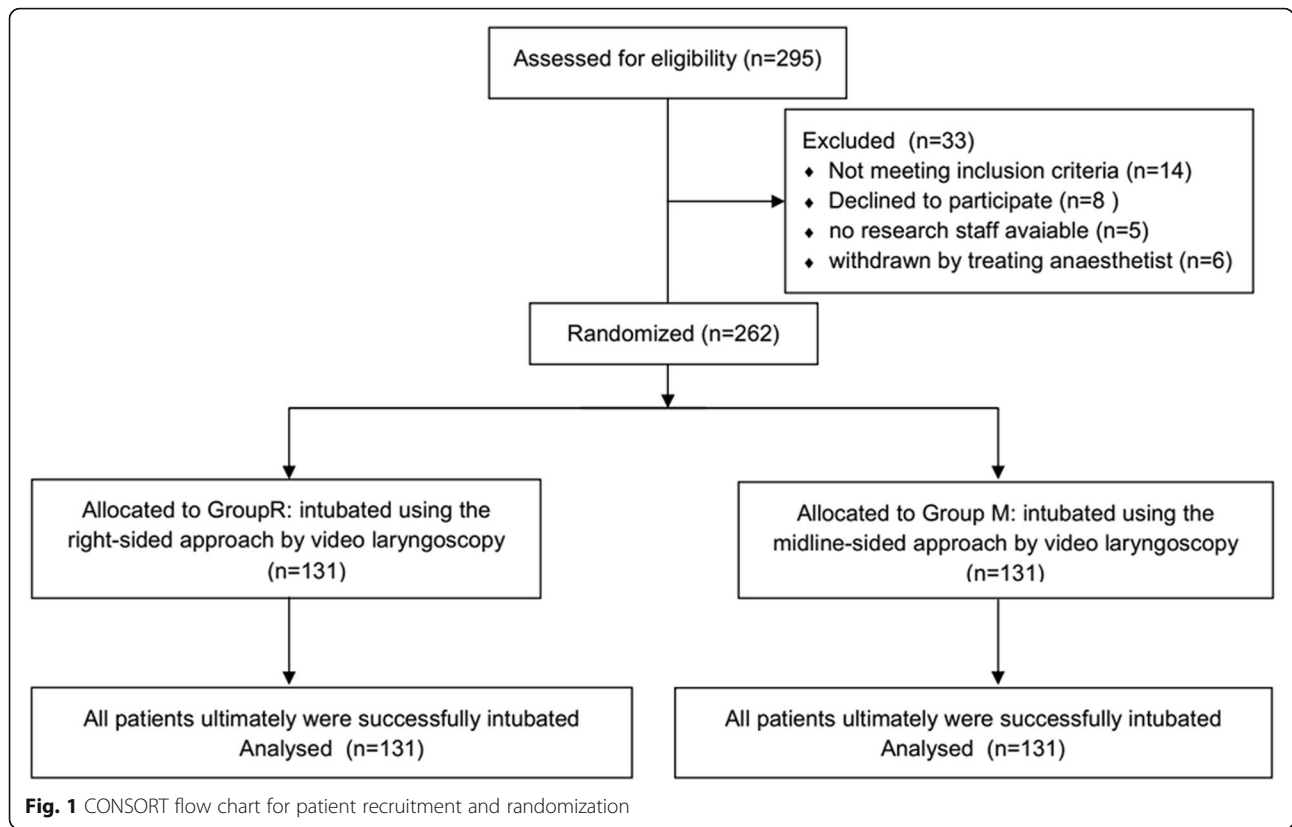 Assessed for eligibility (n=295)
Excluded (n=33)
♦ Not meeting inclusion criteria (n=14)
♦ Declined to participate (n=8 )
♦ no research staff avaiable (n=5)
♦ withdrawn by treating anaesthetist (n=6)
Randomized (n=262)
Allocated to GroupR: intubated using the
right-sided approach by video laryngoscopy
(n=131)
Allocated to Group M: intubated using the
midline-sided approach by video laryngoscopy
(n=131)
All patients ultimately were successfully intubated
Analysed (n=131)
All patients ultimately were successfully intubated
Analysed (n=131)
Fig. 1 CONSORT flow chart for patient recruitment and randomization